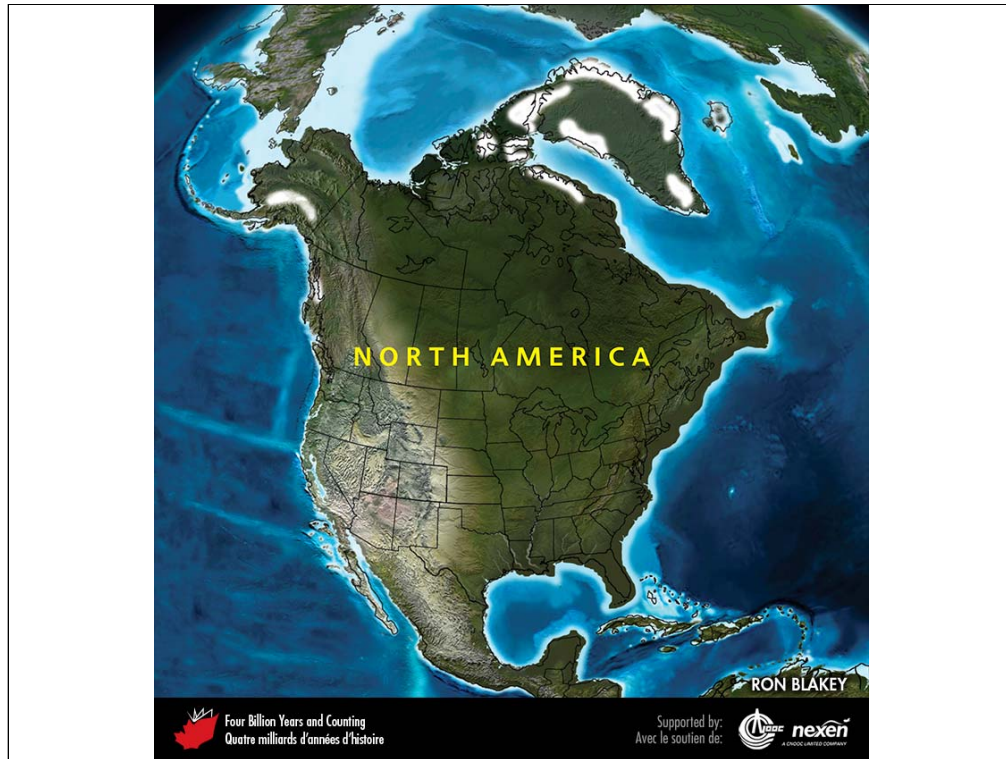 NORTH AMERICA
RON BLAKEY
Four Billion Years and Counting
Quatre milliards d'années d'histoire
Supported by:
Avec le soutien de:
CNOOC
nexen
A CNOOC LIMITED COMPANY